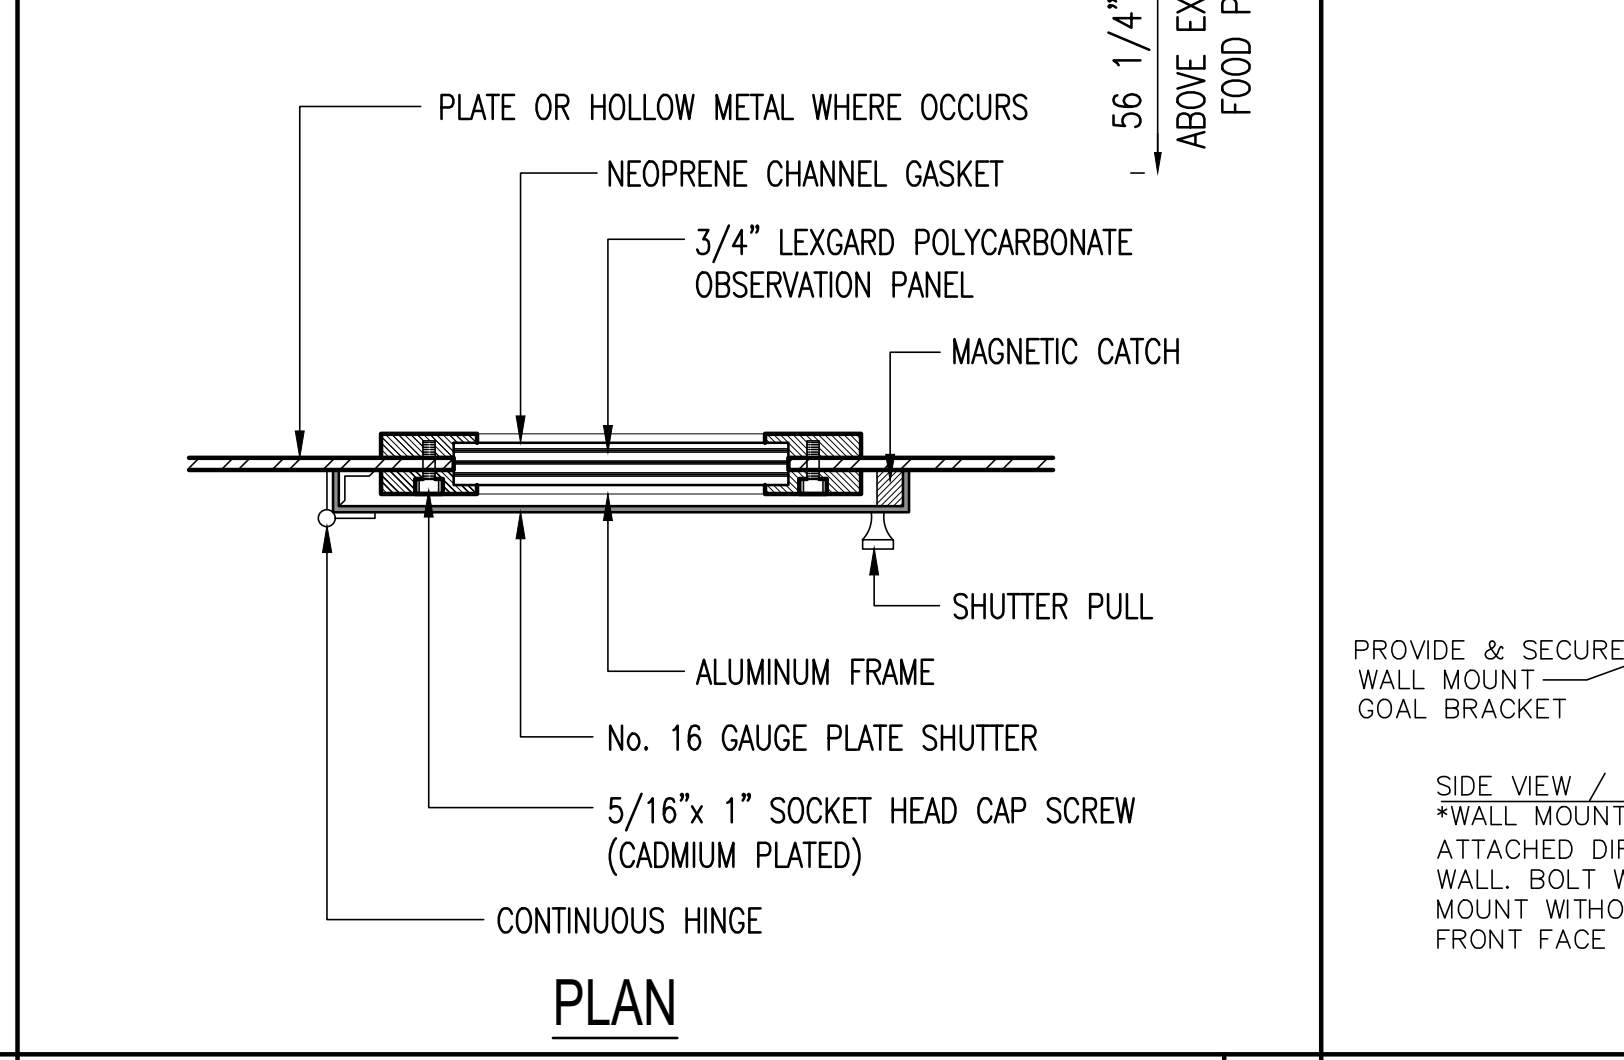 56 1/4”
ABOVE EX
FOOD P
PLATE OR HOLLOW METAL WHERE OCCURS
NEOPRENE CHANNEL GASKET
3/4” LEXGARD POLYCARBONATE
OBSERVATION PANEL
MAGNETIC CATCH
SHUTTER PULL
ALUMINUM FRAME
No. 16 GAUGE PLATE SHUTTER
5/16”x 1” SOCKET HEAD CAP SCREW
(CADMIUM PLATED)
CONTINUOUS HINGE
PLAN
PROVIDE & SECURE
WALL MOUNT
GOAL BRACKET
SIDE VIEW /
*WALL MOUNT
ATTACHED DIR
WALL. BOLT W
MOUNT WITHO
FRONT FACE